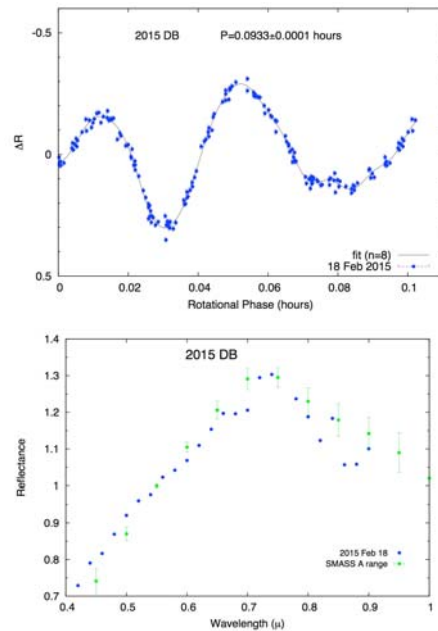 2015 DB P=0.0933±0.0001 hours
-0.5
0
0.5
ΔR
0 0.02 0.04 0.06 0.08 0.1
Rotational Phase (hours)
fit (n=8)
18 Feb 2015
2015 DB
1.4
1.3
1.2
1.1
1
0.9
0.8
0.7
Reflectance
2015 Feb 18
SMASS A range
0.4 0.5 0.6 0.7 0.8 0.9 1
Wavelength (μ)